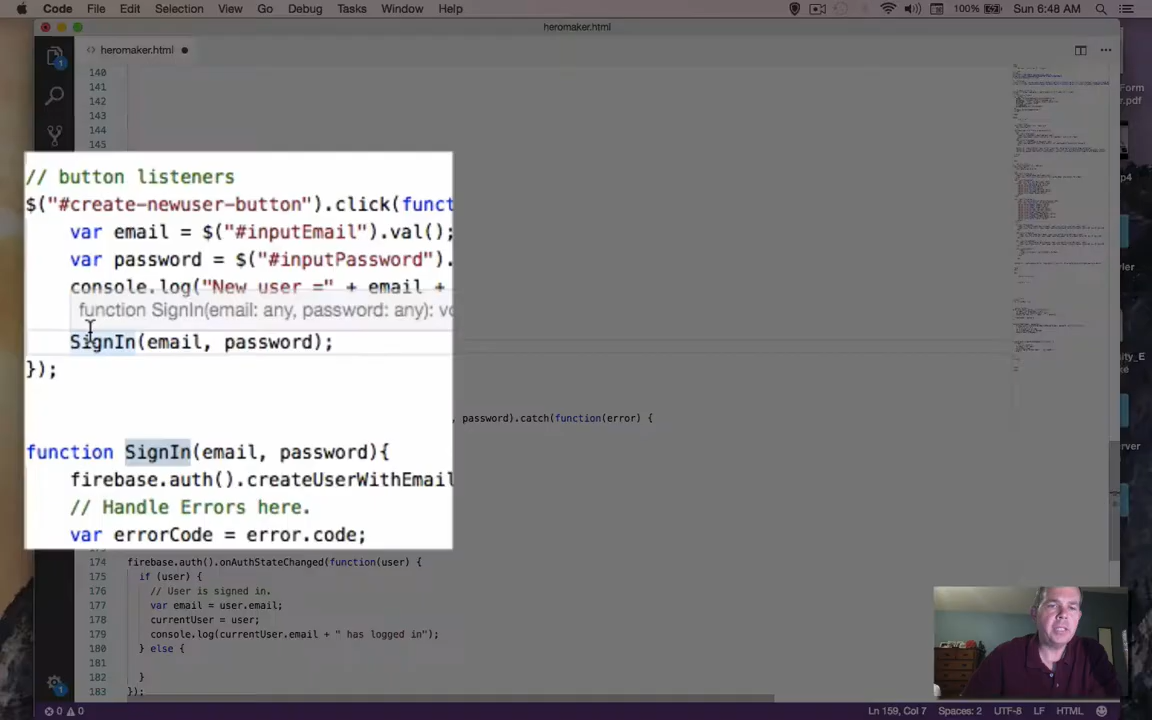 Code File Edit Selection View Go Debug Tasks Window Help 100% Sun 6:48 AM
heromaker.html
heromaker.html
140
141
142
143
144
145
// button listeners
$("#create-newuser-button").click(funct
var email = $("#inputEmail").val();
var password = $("#inputPassword").
console.log("New user =" + email +
function SignIn(email: any, password: any): vo
SignIn(email, password);
});
, password).catch(function(error) {
function SignIn(email, password){
firebase.auth().createUserWithEmail
// Handle Errors here.
var errorCode = error.code;
174 firebase.auth().onAuthStateChanged(function(user) {
175 if (user) {
176 // User is signed in.
177 var email = user.email;
178 currentUser = user;
179 console.log(currentUser.email + " has logged in");
180 } else {
181
182 }
183 });
0 0 Ln 159, Col 7 Spaces: 2 UTF-8 LF HTML